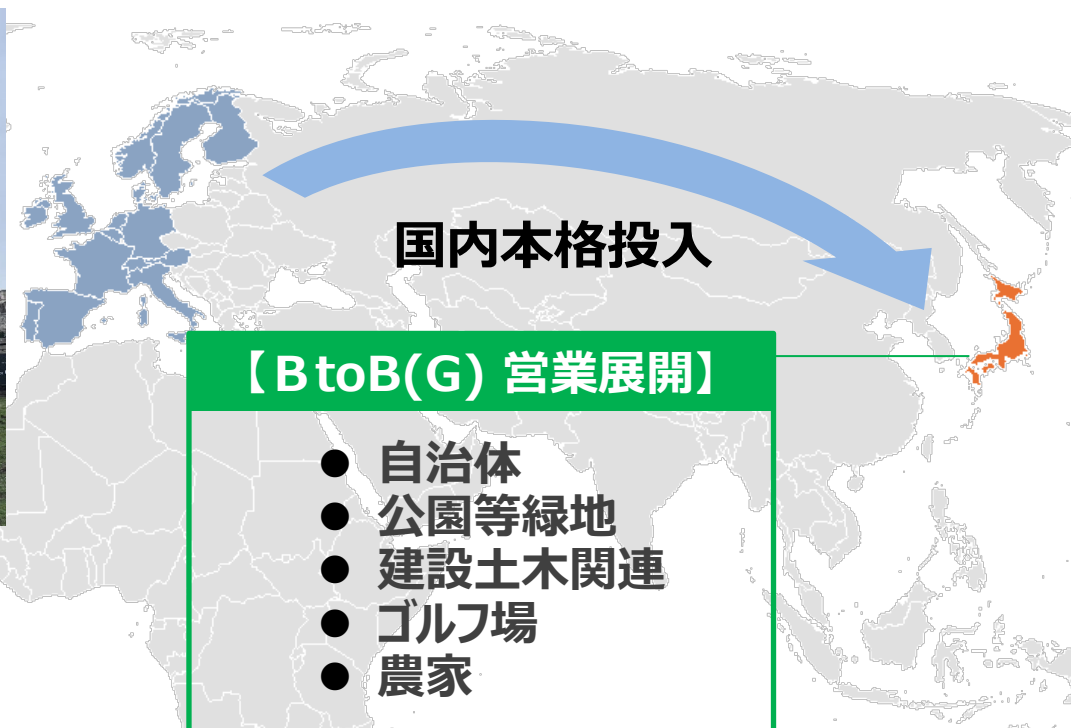 国内本格投入
【BtoB(G) 営業展開】
● 自治体
● 公園等緑地
● 建設土木関連
● ゴルフ場
● 農家